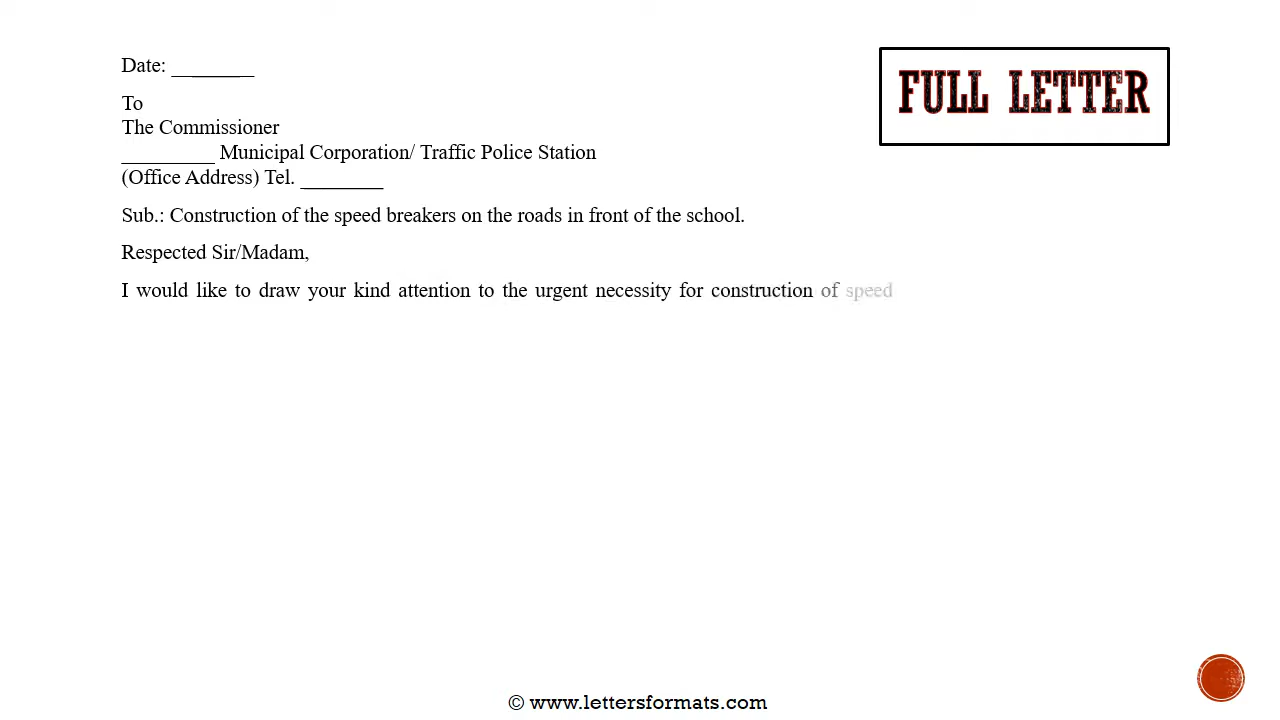 Date: ________
FULL LETTER
To
The Commissioner
_________ Municipal Corporation/ Traffic Police Station
(Office Address) Tel. ________
Sub.: Construction of the speed breakers on the roads in front of the school.
Respected Sir/Madam,
I would like to draw your kind attention to the urgent necessity for construction of speed
© www.lettersformats.com